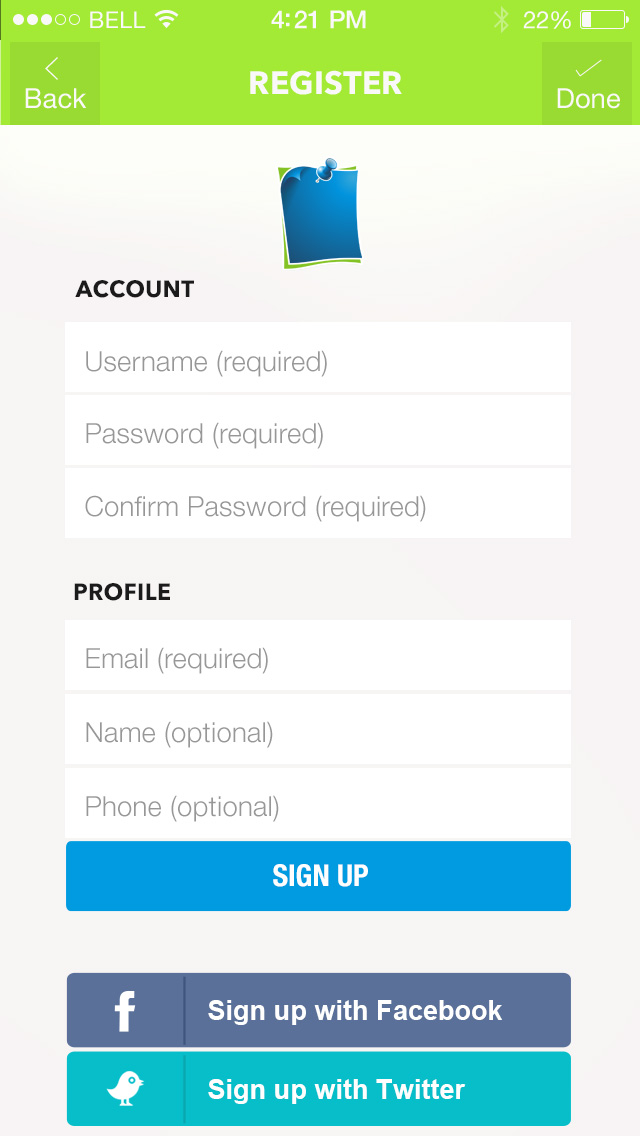 BELL 4:21 PM 22%
Back REGISTER Done
ACCOUNT
Username (required)
Password (required)
Confirm Password (required)
PROFILE
Email (required)
Name (optional)
Phone (optional)
SIGN UP
f Sign up with Facebook
Sign up with Twitter